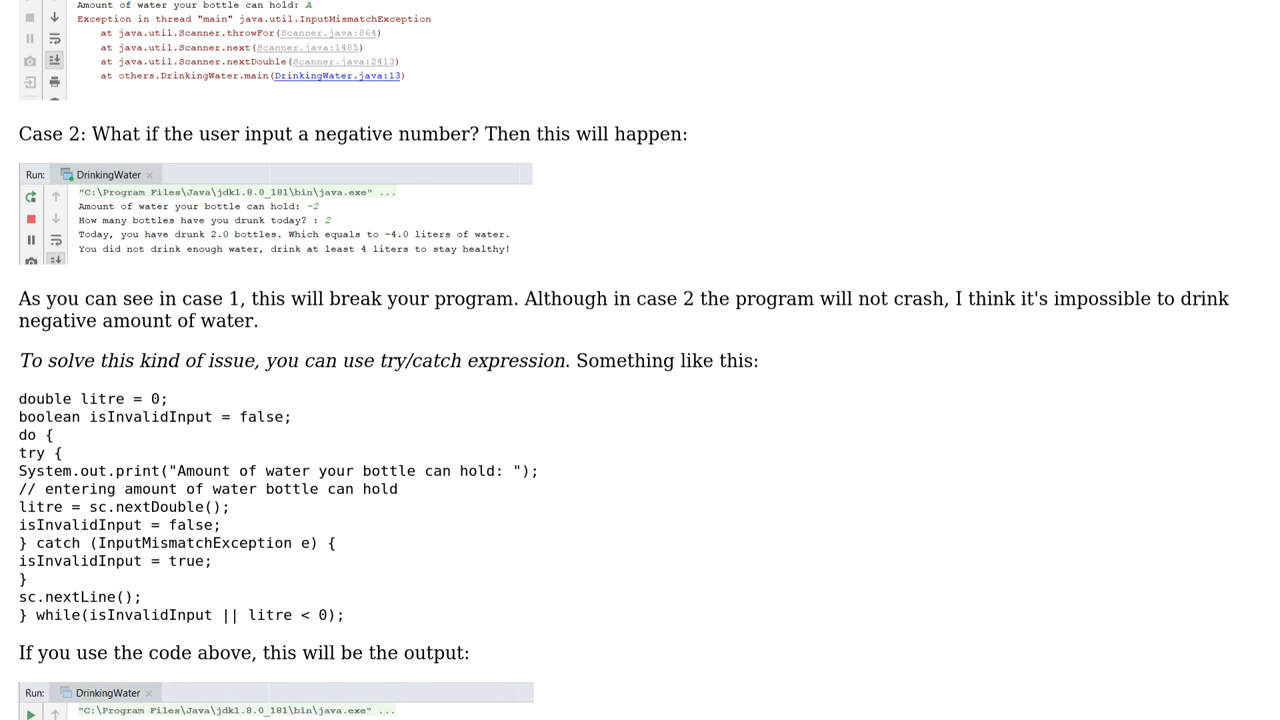 Amount of water your bottle can hold: A
Exception in thread "main" java.util.InputMismatchException
at java.util.Scanner.throwFor(Scanner.java:864)
at java.util.Scanner.next(Scanner.java:1485)
at java.util.Scanner.nextDouble(Scanner.java:2413)
at others.DrinkingWater.main(DrinkingWater.java:13)
Case 2: What if the user input a negative number? Then this will happen:
Run: DrinkingWater ×
"C:\Program Files\Java\jdk1.8.0_181\bin\java.exe" ...
Amount of water your bottle can hold: -2
How many bottles have you drunk today? : 2
Today, you have drunk 2.0 bottles. Which equals to -4.0 liters of water.
You did not drink enough water, drink at least 4 liters to stay healthy!
As you can see in case 1, this will break your program. Although in case 2 the program will not crash, I think it's impossible to drink
negative amount of water.
To solve this kind of issue, you can use try/catch expression. Something like this:
double litre = 0;
boolean isInvalidInput = false;
do {
try {
System.out.print("Amount of water your bottle can hold: ");
// entering amount of water bottle can hold
litre = sc.nextDouble();
isInvalidInput = false;
} catch (InputMismatchException e) {
isInvalidInput = true;
}
sc.nextLine();
} while(isInvalidInput || litre < 0);
If you use the code above, this will be the output:
Run: DrinkingWater ×
"C:\Program Files\Java\jdk1.8.0_181\bin\java.exe" ...